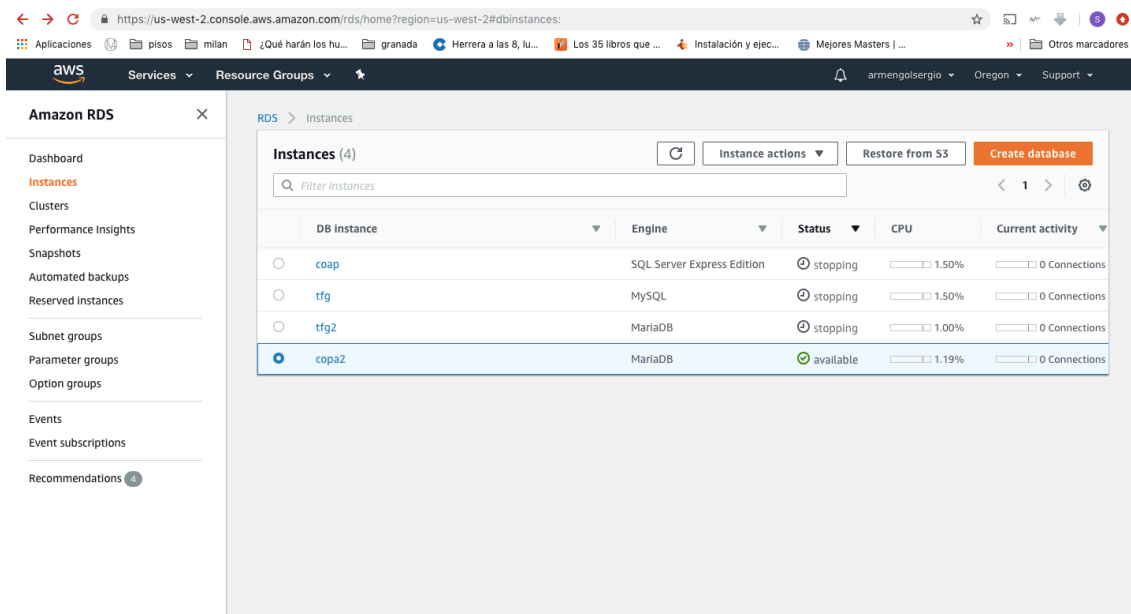 https://us-west-2.console.aws.amazon.com/rds/home?region=us-west-2#dbinstances:
Aplicaciones pisos milan ¿Qué harán los hu... granada Herrera a las 8, lu... Los 35 libros que ... Instalación y ejec... Mejores Masters | ... » Otros marcadores
aws Services Resource Groups armengolsergio Oregon Support
Amazon RDS
RDS > Instances
Instances (4) Instance actions Restore from S3 Create database
Filter Instances
< 1 >
DB instance Engine Status CPU Current activity
coap SQL Server Express Edition stopping 1.50% 0 Connections
tfg MySQL stopping 1.50% 0 Connections
tfg2 MariaDB stopping 1.00% 0 Connections
copa2 MariaDB available 1.19% 0 Connections
Dashboard
Instances
Clusters
Performance Insights
Snapshots
Automated backups
Reserved instances
Subnet groups
Parameter groups
Option groups
Events
Event subscriptions
Recommendations 4
S